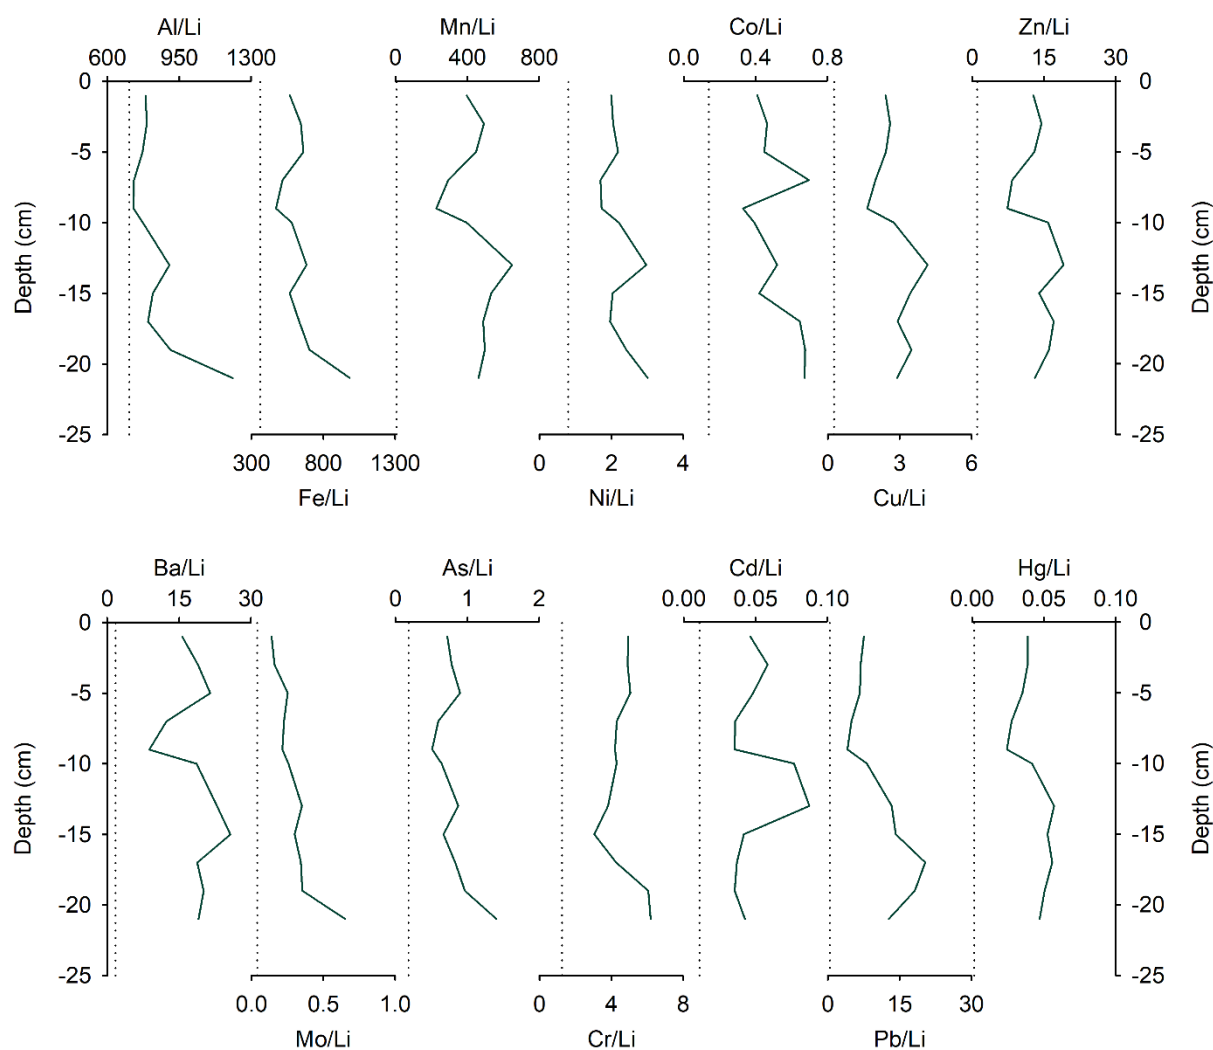 Al/Li Mn/Li Co/Li Zn/Li
600 950 1300 0 400 800 0.0 0.4 0.8 0 15 30
0 0
-5 -5
-10 -10
Depth (cm) Depth (cm)
-15 -15
-20 -20
-25 -25
300 800 1300 0 2 4 0 3 6
Fe/Li Ni/Li Cu/Li
Ba/Li As/Li Cd/Li Hg/Li
0 15 30 0 1 2 0.00 0.05 0.10 0.00 0.05 0.10
0 0
-5 -5
-10 -10
Depth (cm) Depth (cm)
-15 -15
-20 -20
-25 -25
0.0 0.5 1.0 0 4 8 0 15 30
Mo/Li Cr/Li Pb/Li